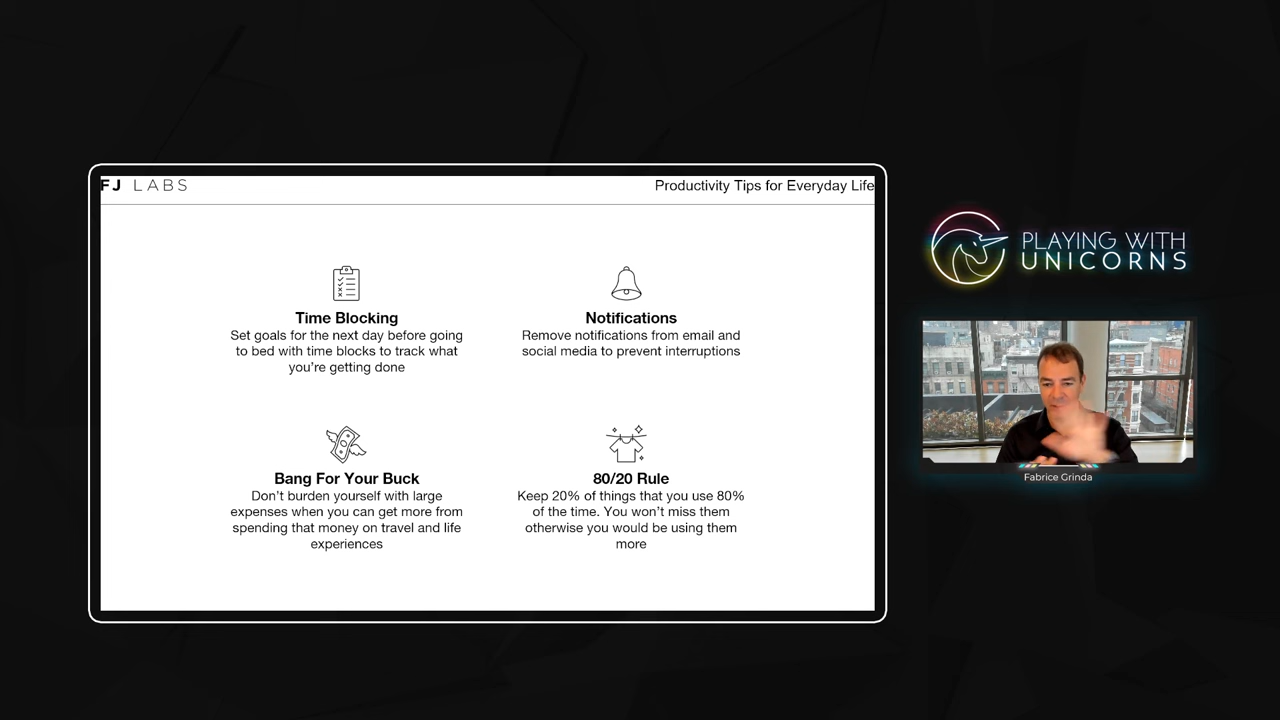 FJ LABS
Productivity Tips for Everyday Life
Time Blocking
Set goals for the next day before going
to bed with time blocks to track what
you're getting done
Notifications
Remove notifications from email and
social media to prevent interruptions
Bang For Your Buck
Don't burden yourself with large
expenses when you can get more from
spending that money on travel and life
experiences
80/20 Rule
Keep 20% of things that you use 80%
of the time. You won't miss them
otherwise you would be using them
more
PLAYING WITH
UNICORNS
Fabrice Grinda